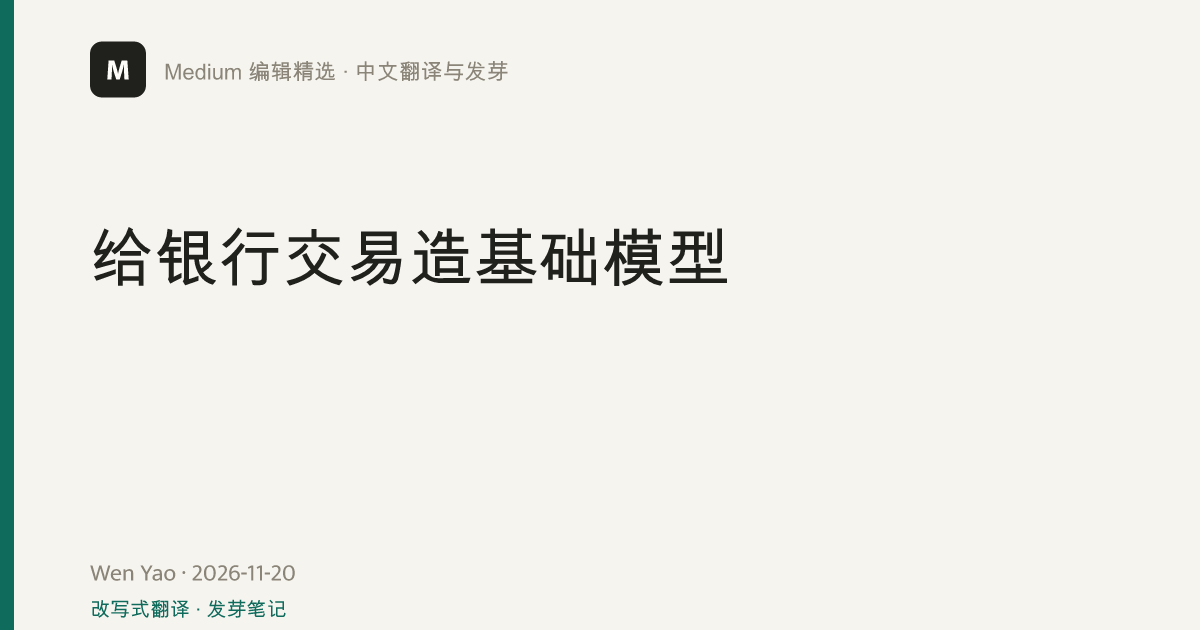 M
Medium 编辑精选 · 中文翻译与发芽
给银行交易造基础模型
Wen Yao · 2026-11-20
改写式翻译 · 发芽笔记